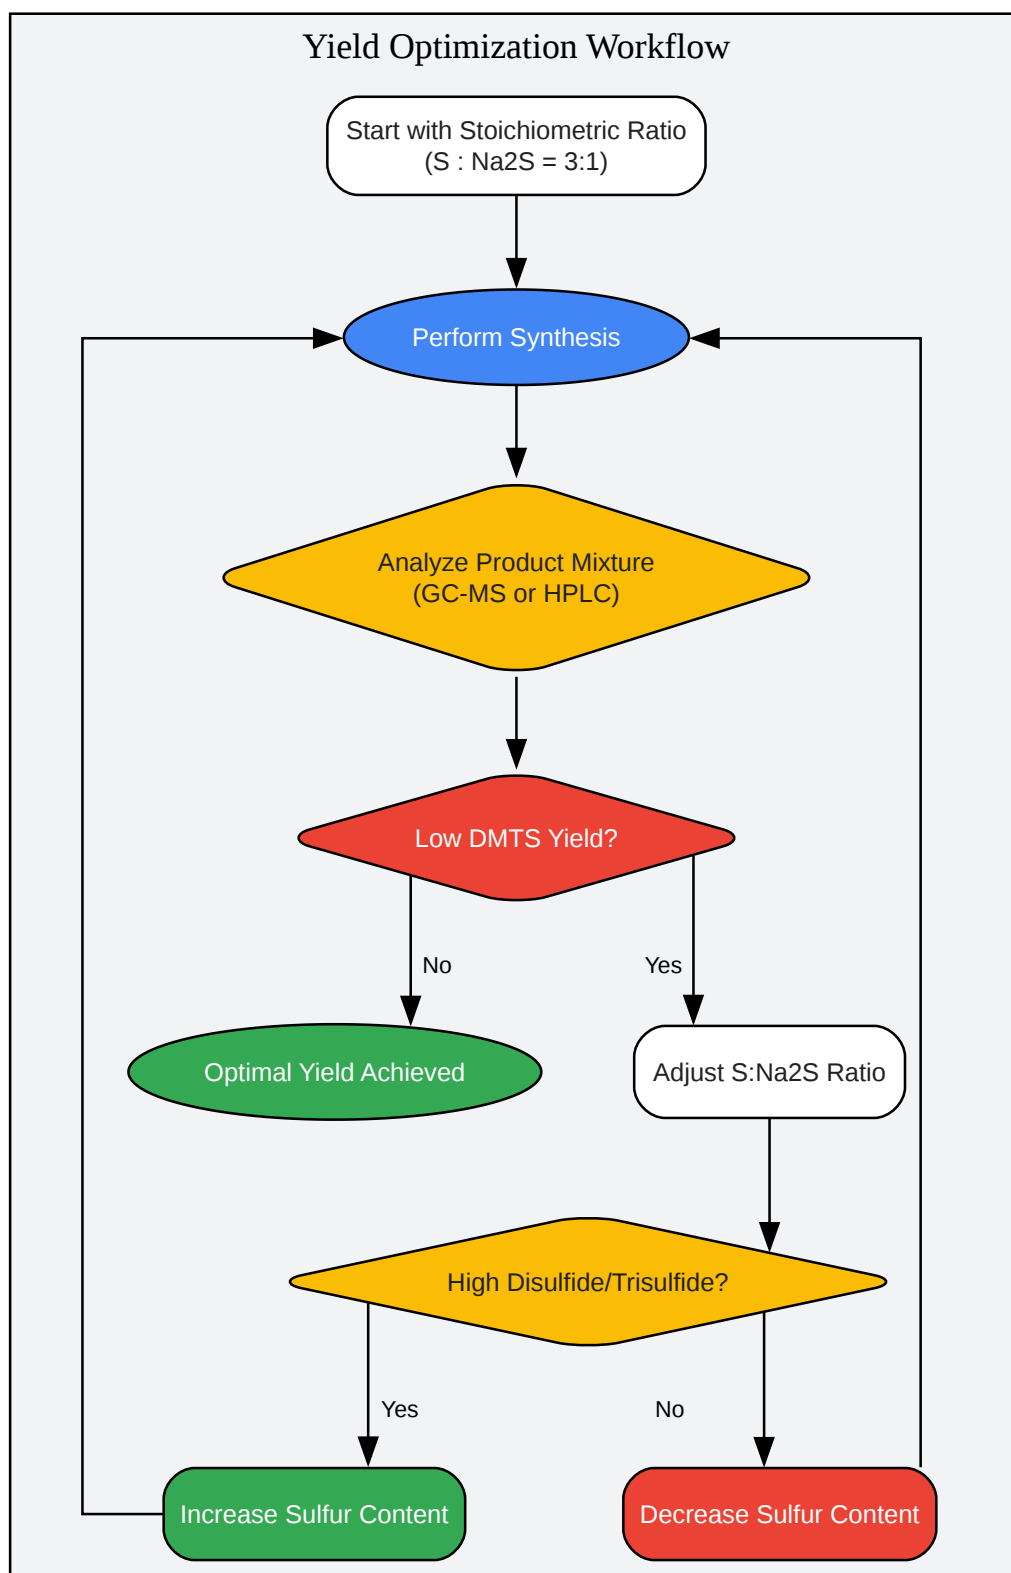 Yield Optimization Workflow
Start with Stoichiometric Ratio
(S : Na2S = 3:1)
Perform Synthesis
Analyze Product Mixture
(GC-MS or HPLC)
Low DMTS Yield?
No
Yes
Optimal Yield Achieved
Adjust S:Na2S Ratio
High Disulfide/Trisulfide?
Yes
No
Increase Sulfur Content
Decrease Sulfur Content